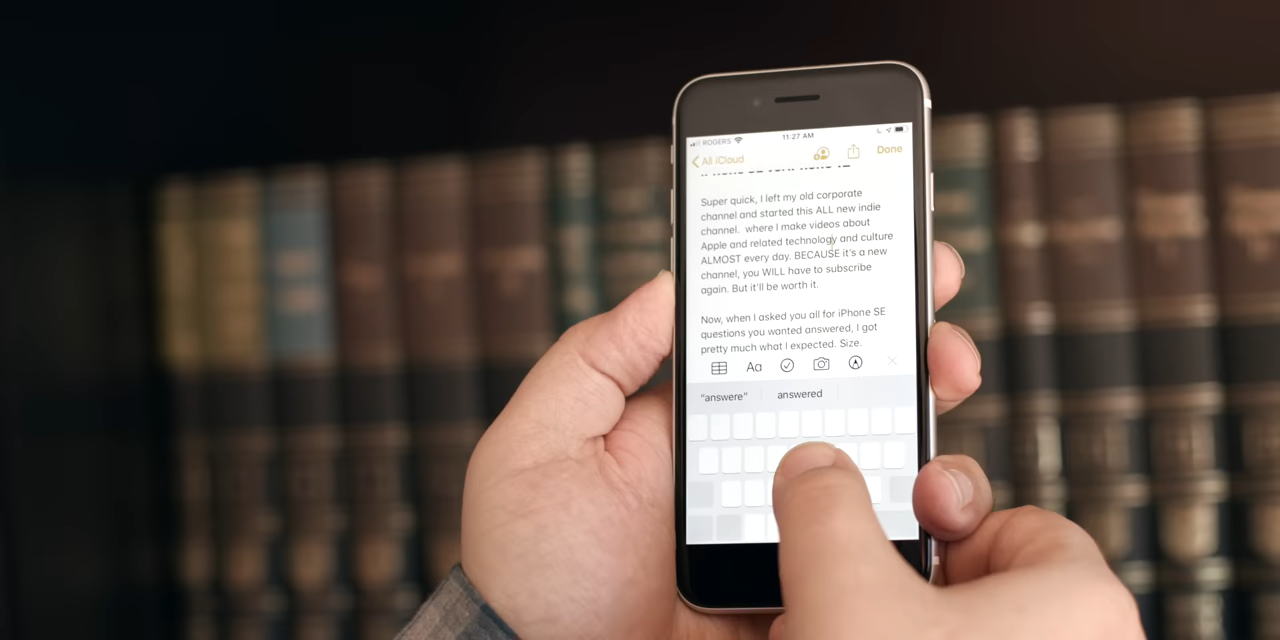 ROGERS 11:27 AM
All iCloud Done
Super quick, I left my old corporate
channel and started this ALL new indie
channel. where I make videos about
Apple and related technology and culture
ALMOST every day. BECAUSE it's a new
channel, you WILL have to subscribe
again. But it'll be worth it.
Now, when I asked you all for iPhone SE
questions you wanted answered, I got
pretty much what I expected. Size.
Aa
"answere" answered